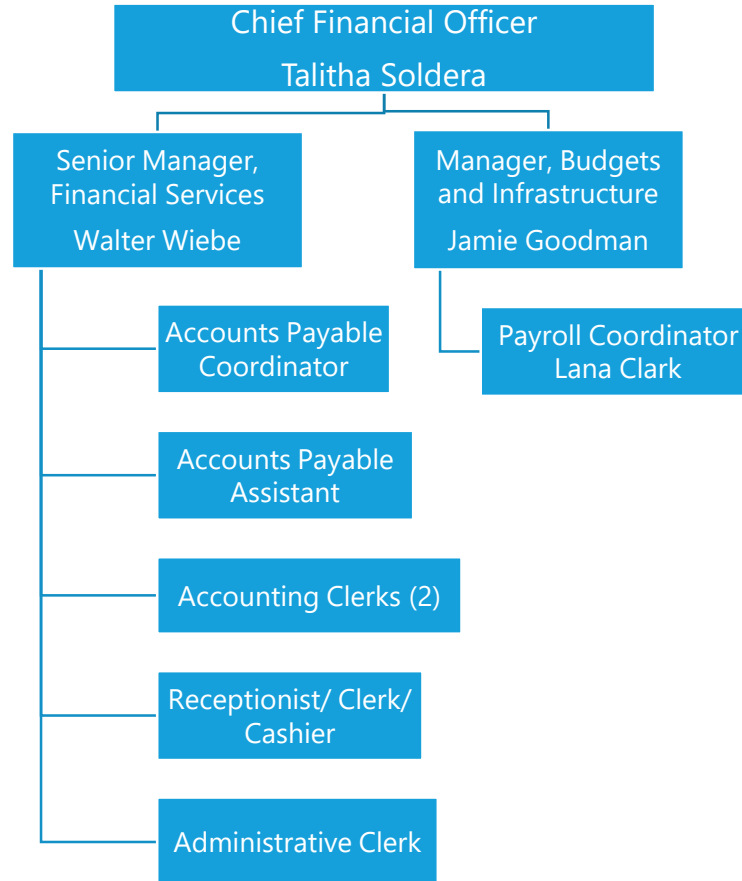 Chief Financial Officer
Talitha Soldera
Senior Manager,
Financial Services
Walter Wiebe
Manager, Budgets
and Infrastructure
Jamie Goodman
Accounts Payable
Coordinator
Payroll Coordinator
Lana Clark
Accounts Payable
Assistant
Accounting Clerks (2)
Receptionist/ Clerk/
Cashier
Administrative Clerk